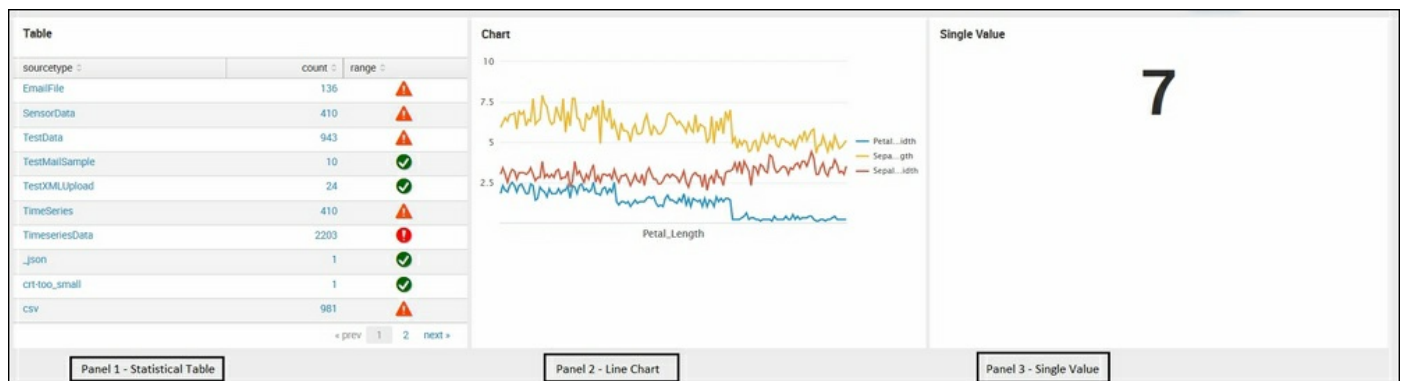 Table
sourcetype count range
EmailFile 136
SensorData 410
TestData 943
TestMailSample 10
TestXMLUpload 24
TimeSeries 410
TimeseriesData 2203
_json 1
crt-too_small 1
csv 981
« prev 1 2 next »
Panel 1 - Statistical Table
Chart
10
7.5
5
2.5
Petal...idth
Sepa...gth
Sepal...idth
Petal_Length
Panel 2 - Line Chart
Single Value
7
Panel 3 - Single Value